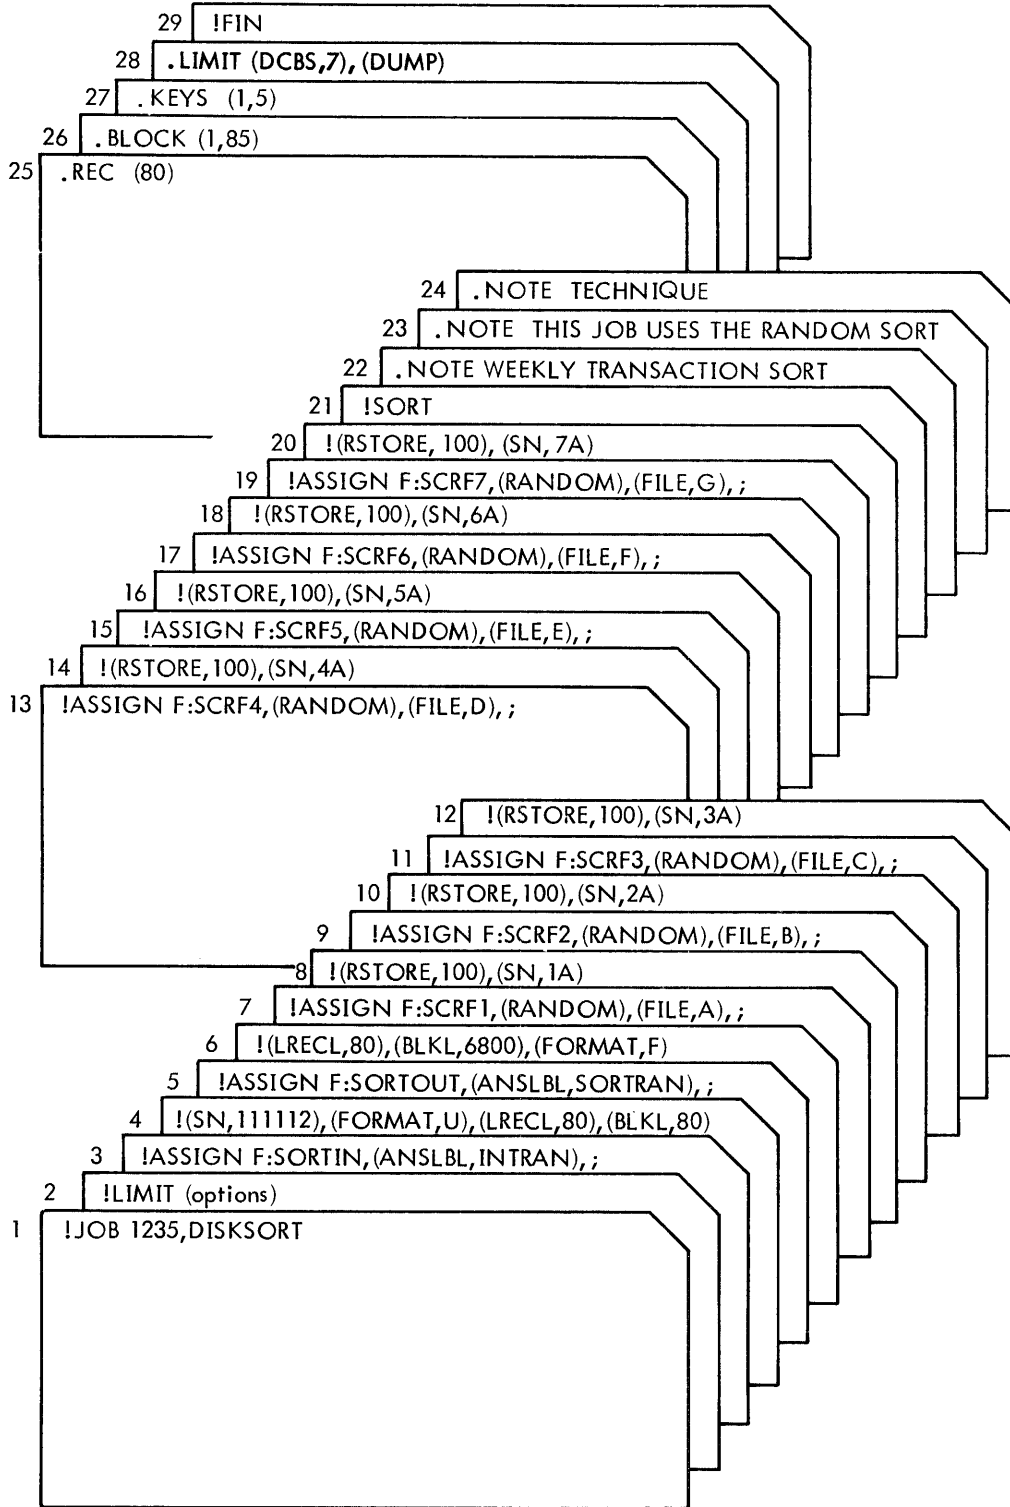 29 !FIN
28 .LIMIT (DCBS,7), (DUMP)
27 .KEYS (1,5)
26 .BLOCK (1,85)
25 .REC (80)
24 .NOTE TECHNIQUE
23 .NOTE THIS JOB USES THE RANDOM SORT
22 .NOTE WEEKLY TRANSACTION SORT
21 !SORT
20 !(RSTORE, 100), (SN, 7A)
19 !ASSIGN F:SCRF7,(RANDOM),(FILE,G),;
18 !(RSTORE,100),(SN,6A)
17 !ASSIGN F:SCRF6,(RANDOM),(FILE,F),;
16 !(RSTORE,100),(SN,5A)
15 !ASSIGN F:SCRF5,(RANDOM),(FILE,E),;
14 !(RSTORE,100),(SN,4A)
13 !ASSIGN F:SCRF4,(RANDOM),(FILE,D),;
12 !(RSTORE,100),(SN,3A)
11 !ASSIGN F:SCRF3,(RANDOM),(FILE,C),;
10 !(RSTORE,100),(SN,2A)
9 !ASSIGN F:SCRF2,(RANDOM),(FILE,B),;
8 !(RSTORE,100),(SN,1A)
7 !ASSIGN F:SCRF1,(RANDOM),(FILE,A),;
6 !(LRECL,80),(BLKL,6800),(FORMAT,F)
5 !ASSIGN F:SORTOUT,(ANSLBL,SORTRAN),;
4 !(SN,111112),(FORMAT,U),(LRECL,80),(BLKL,80)
3 !ASSIGN F:SORTIN,(ANSLBL,INTRAN),;
2 !LIMIT (options)
1 !JOB 1235,DISKSORT